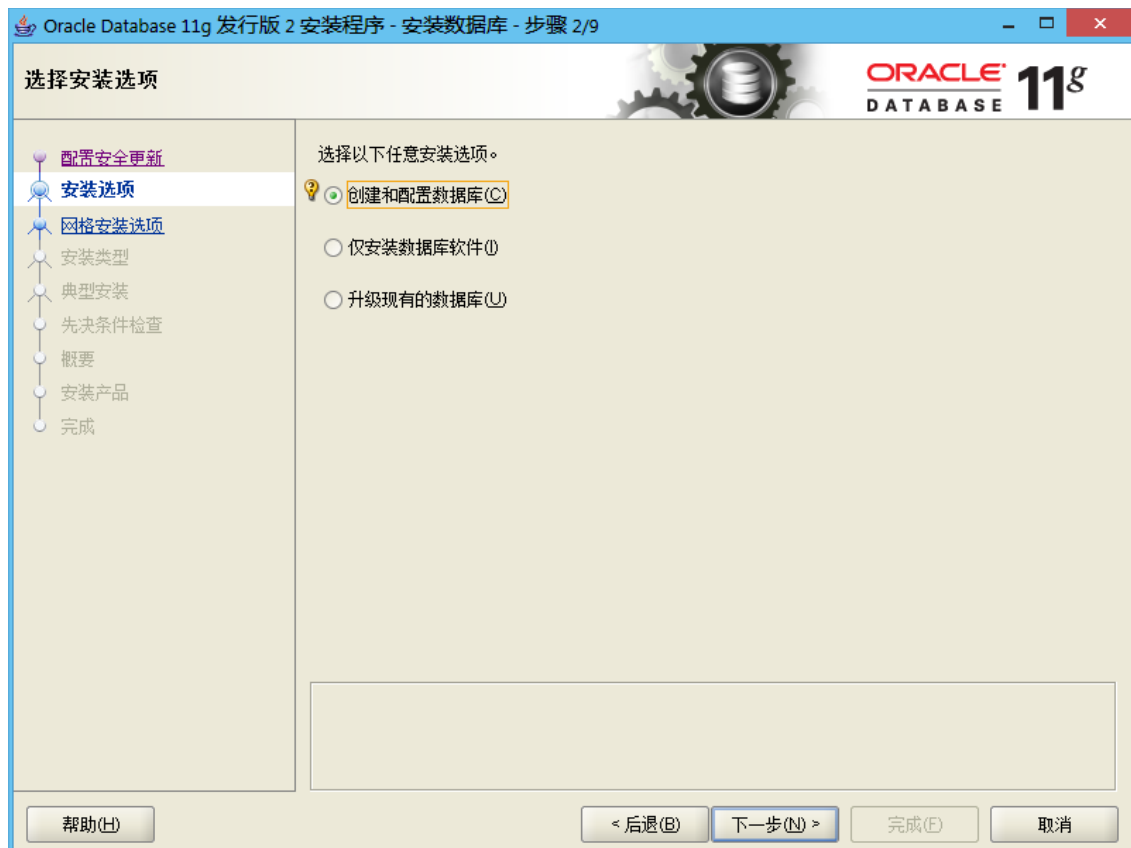 Oracle Database 11g 发行版 2 安装程序 - 安装数据库 - 步骤 2/9
选择安装选项
ORACLE
DATABASE
11g
配置安全更新
安装选项
网格安装选项
安装类型
典型安装
先决条件检查
概要
安装产品
完成
选择以下任意安装选项。
创建和配置数据库(C)
仅安装数据库软件(I)
升级现有的数据库(U)
帮助(H)
< 后退(B)
下一步(N) >
完成(F)
取消